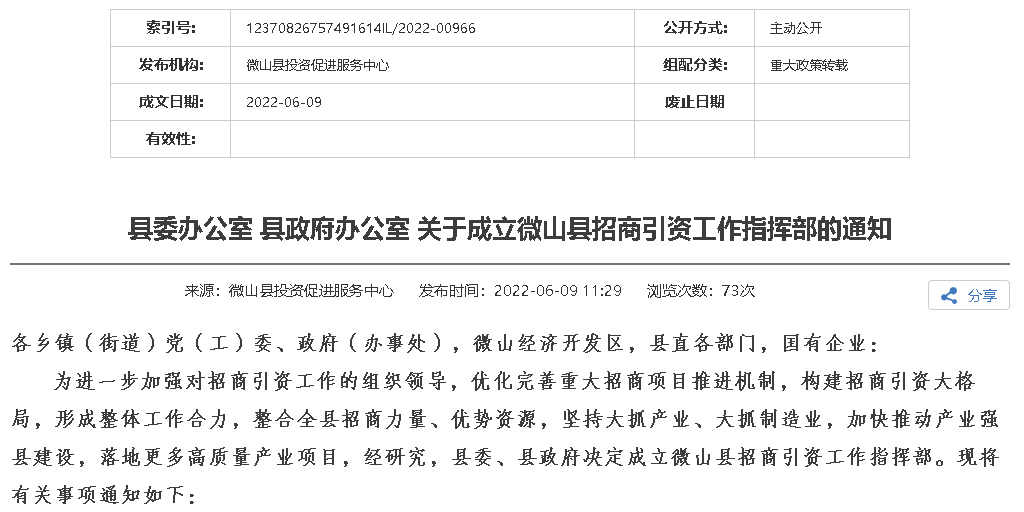 索引号: 12370826757491614IL/2022-00966 公开方式: 主动公开
发布机构: 微山县投资促进服务中心 组配分类: 重大政策转载
成文日期: 2022-06-09 废止日期
有效性:
县委办公室 县政府办公室 关于成立微山县招商引资工作指挥部的通知
来源：微山县投资促进服务中心 发布时间：2022-06-09 11:29 浏览次数：73次
分享
各乡镇（街道）党（工）委、政府（办事处），微山经济开发区，县直各部门，国有企业：
为进一步加强对招商引资工作的组织领导，优化完善重大招商项目推进机制，构建招商引资大格
局，形成整体工作合力，整合全县招商力量、优势资源，坚持大抓产业、大抓制造业，加快推动产业强
县建设，落地更多高质量产业项目，经研究，县委、县政府决定成立微山县招商引资工作指挥部。现将
有关事项通知如下：